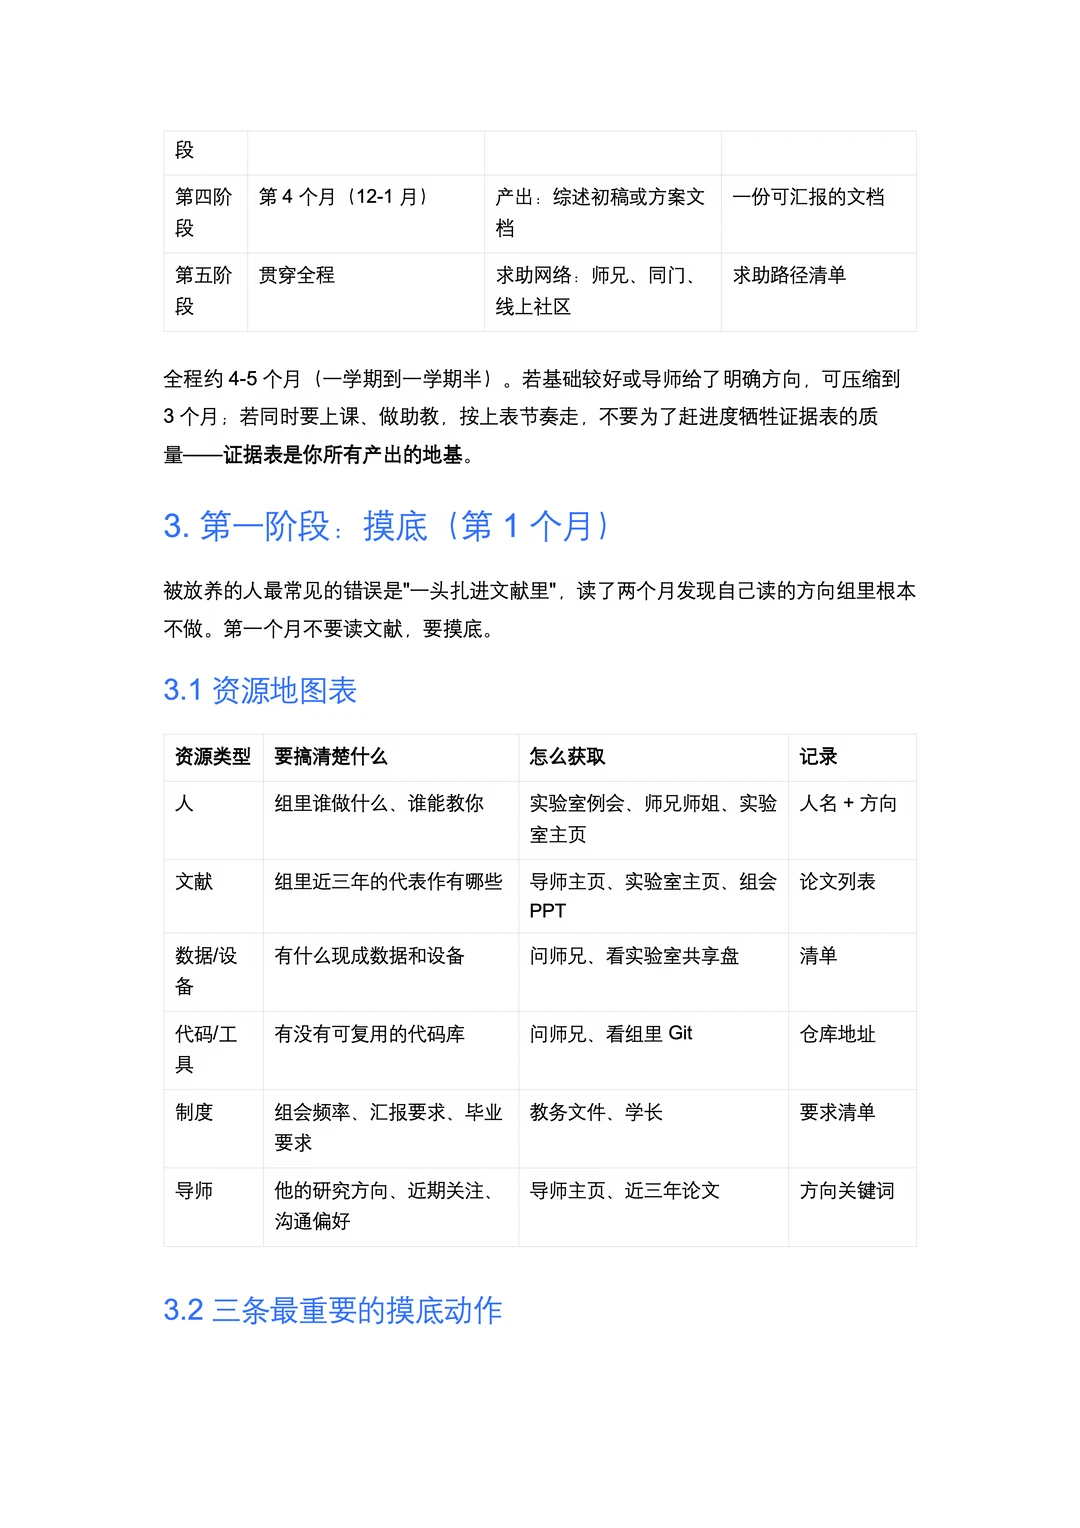 段
第四阶 第 4 个月（12-1 月） 产出：综述初稿或方案文 一份可汇报的文档
段 档
第五阶 贯穿全程 求助网络：师兄、同门、 求助路径清单
段 线上社区
全程约 4-5 个月（一学期到一学期半）。若基础较好或导师给了明确方向，可压缩到
3 个月；若同时要上课、做助教，按上表节奏走，不要为了赶进度牺牲证据表的质
量——证据表是你所有产出的地基。
3. 第一阶段：摸底（第 1 个月）
被放养的人最常见的错误是"一头扎进文献里"，读了两个月发现自己读的方向组里根本
不做。第一个月不要读文献，要摸底。
3.1 资源地图表
资源类型 要搞清楚什么 怎么获取 记录
人 组里谁做什么、谁能教你 实验室例会、师兄师姐、实验 人名 + 方向
室主页
文献 组里近三年的代表作有哪些 导师主页、实验室主页、组会 论文列表
PPT
数据/设 有什么现成数据和设备 问师兄、看实验室共享盘 清单
备
代码/工 有没有可复用的代码库 问师兄、看组里 Git 仓库地址
具
制度 组会频率、汇报要求、毕业 教务文件、学长 要求清单
要求
导师 他的研究方向、近期关注、 导师主页、近三年论文 方向关键词
沟通偏好
3.2 三条最重要的摸底动作